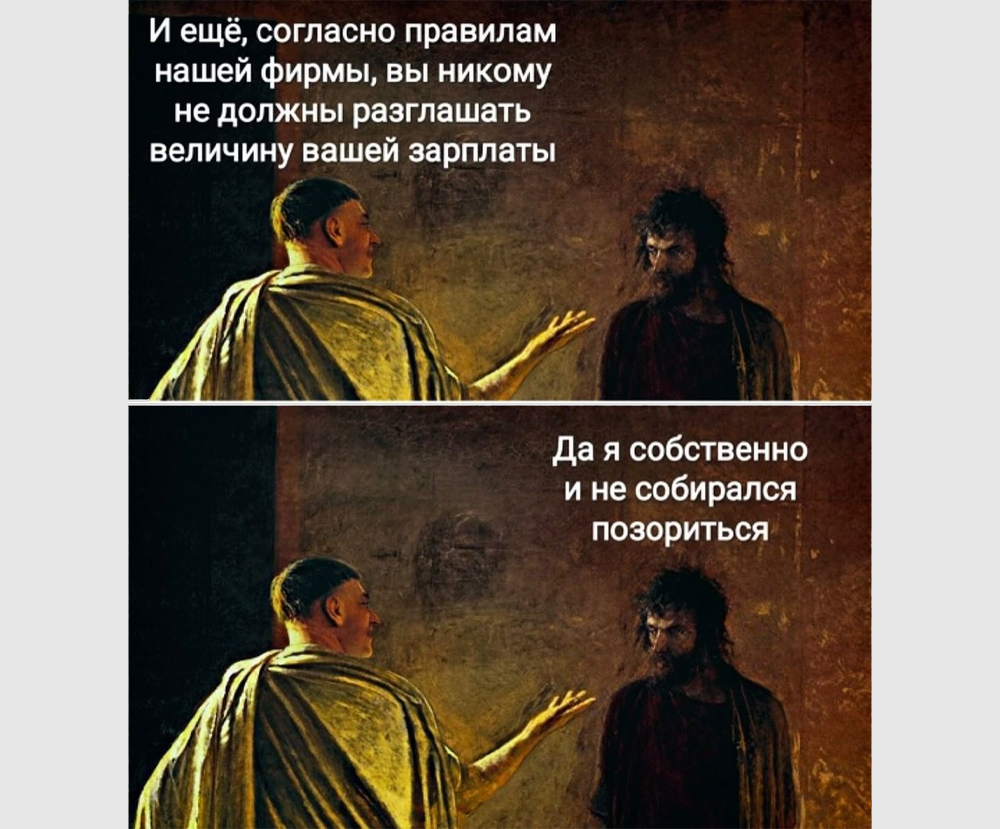 И ещё, согласно правилам
нашей фирмы, вы никому
не должны разглашать
величину вашей зарплаты
Да я собственно
и не собирался
позориться